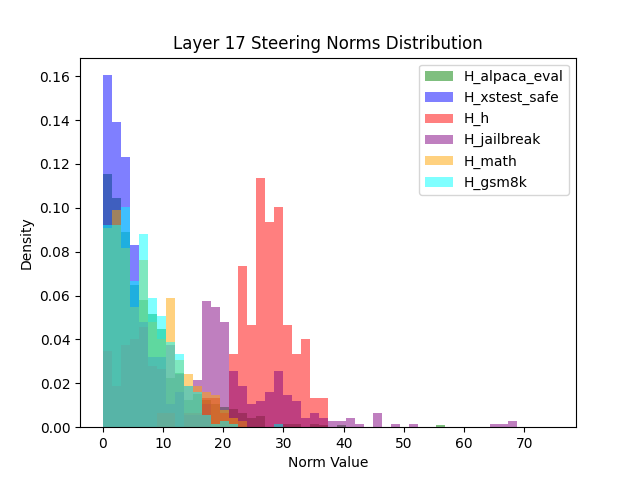 Layer 17 Steering Norms Distribution
H_alpaca_eval
H_xstest_safe
H_h
H_jailbreak
H_math
H_gsm8k
Density
0.16
0.14
0.12
0.10
0.08
0.06
0.04
0.02
0.00
0 10 20 30 40 50 60 70
Norm Value